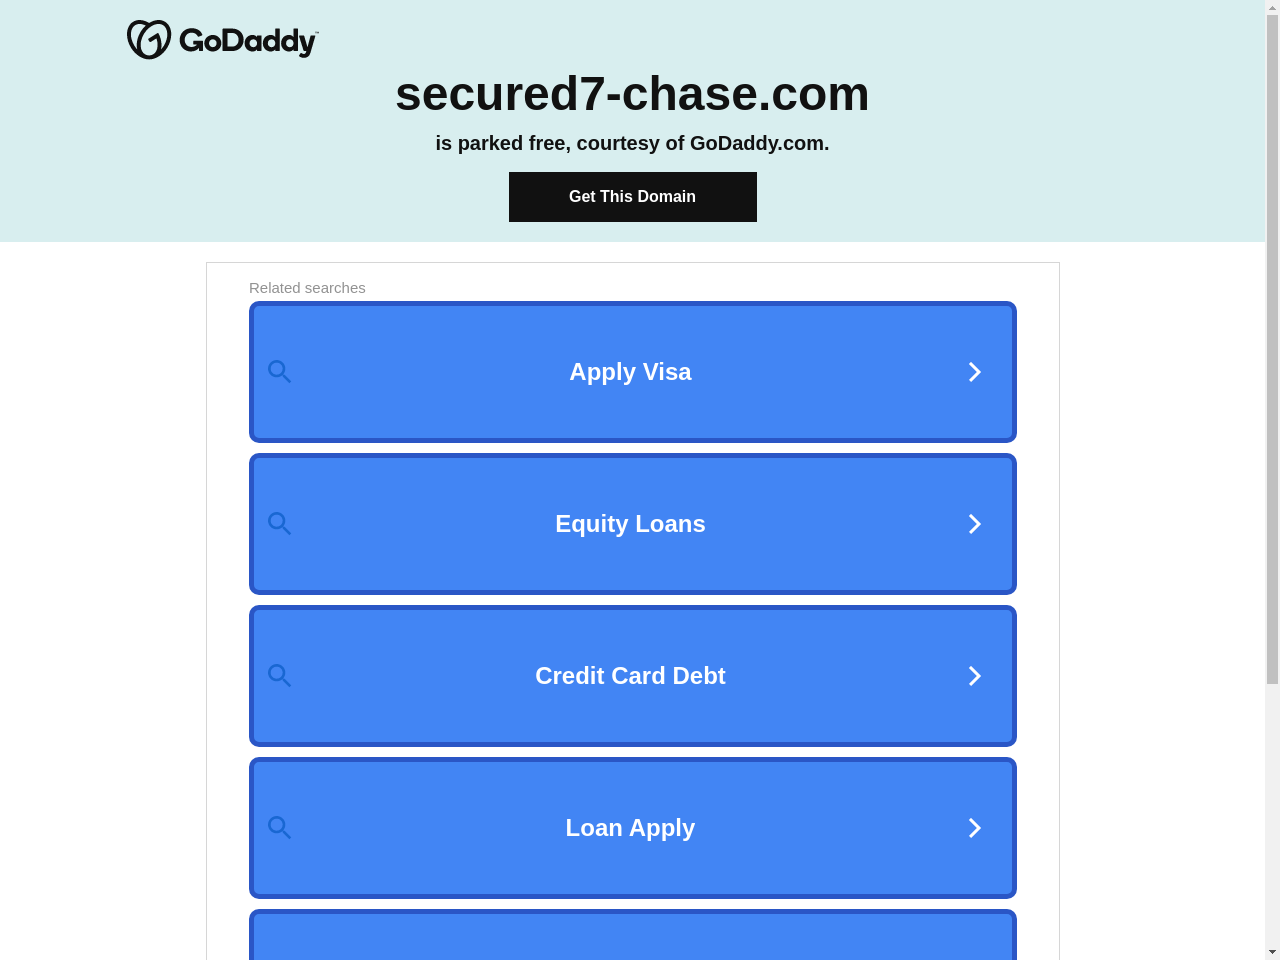 GoDaddy™
secured7-chase.com
is parked free, courtesy of GoDaddy.com.
Get This Domain
Related searches
Apply Visa
Equity Loans
Credit Card Debt
Loan Apply